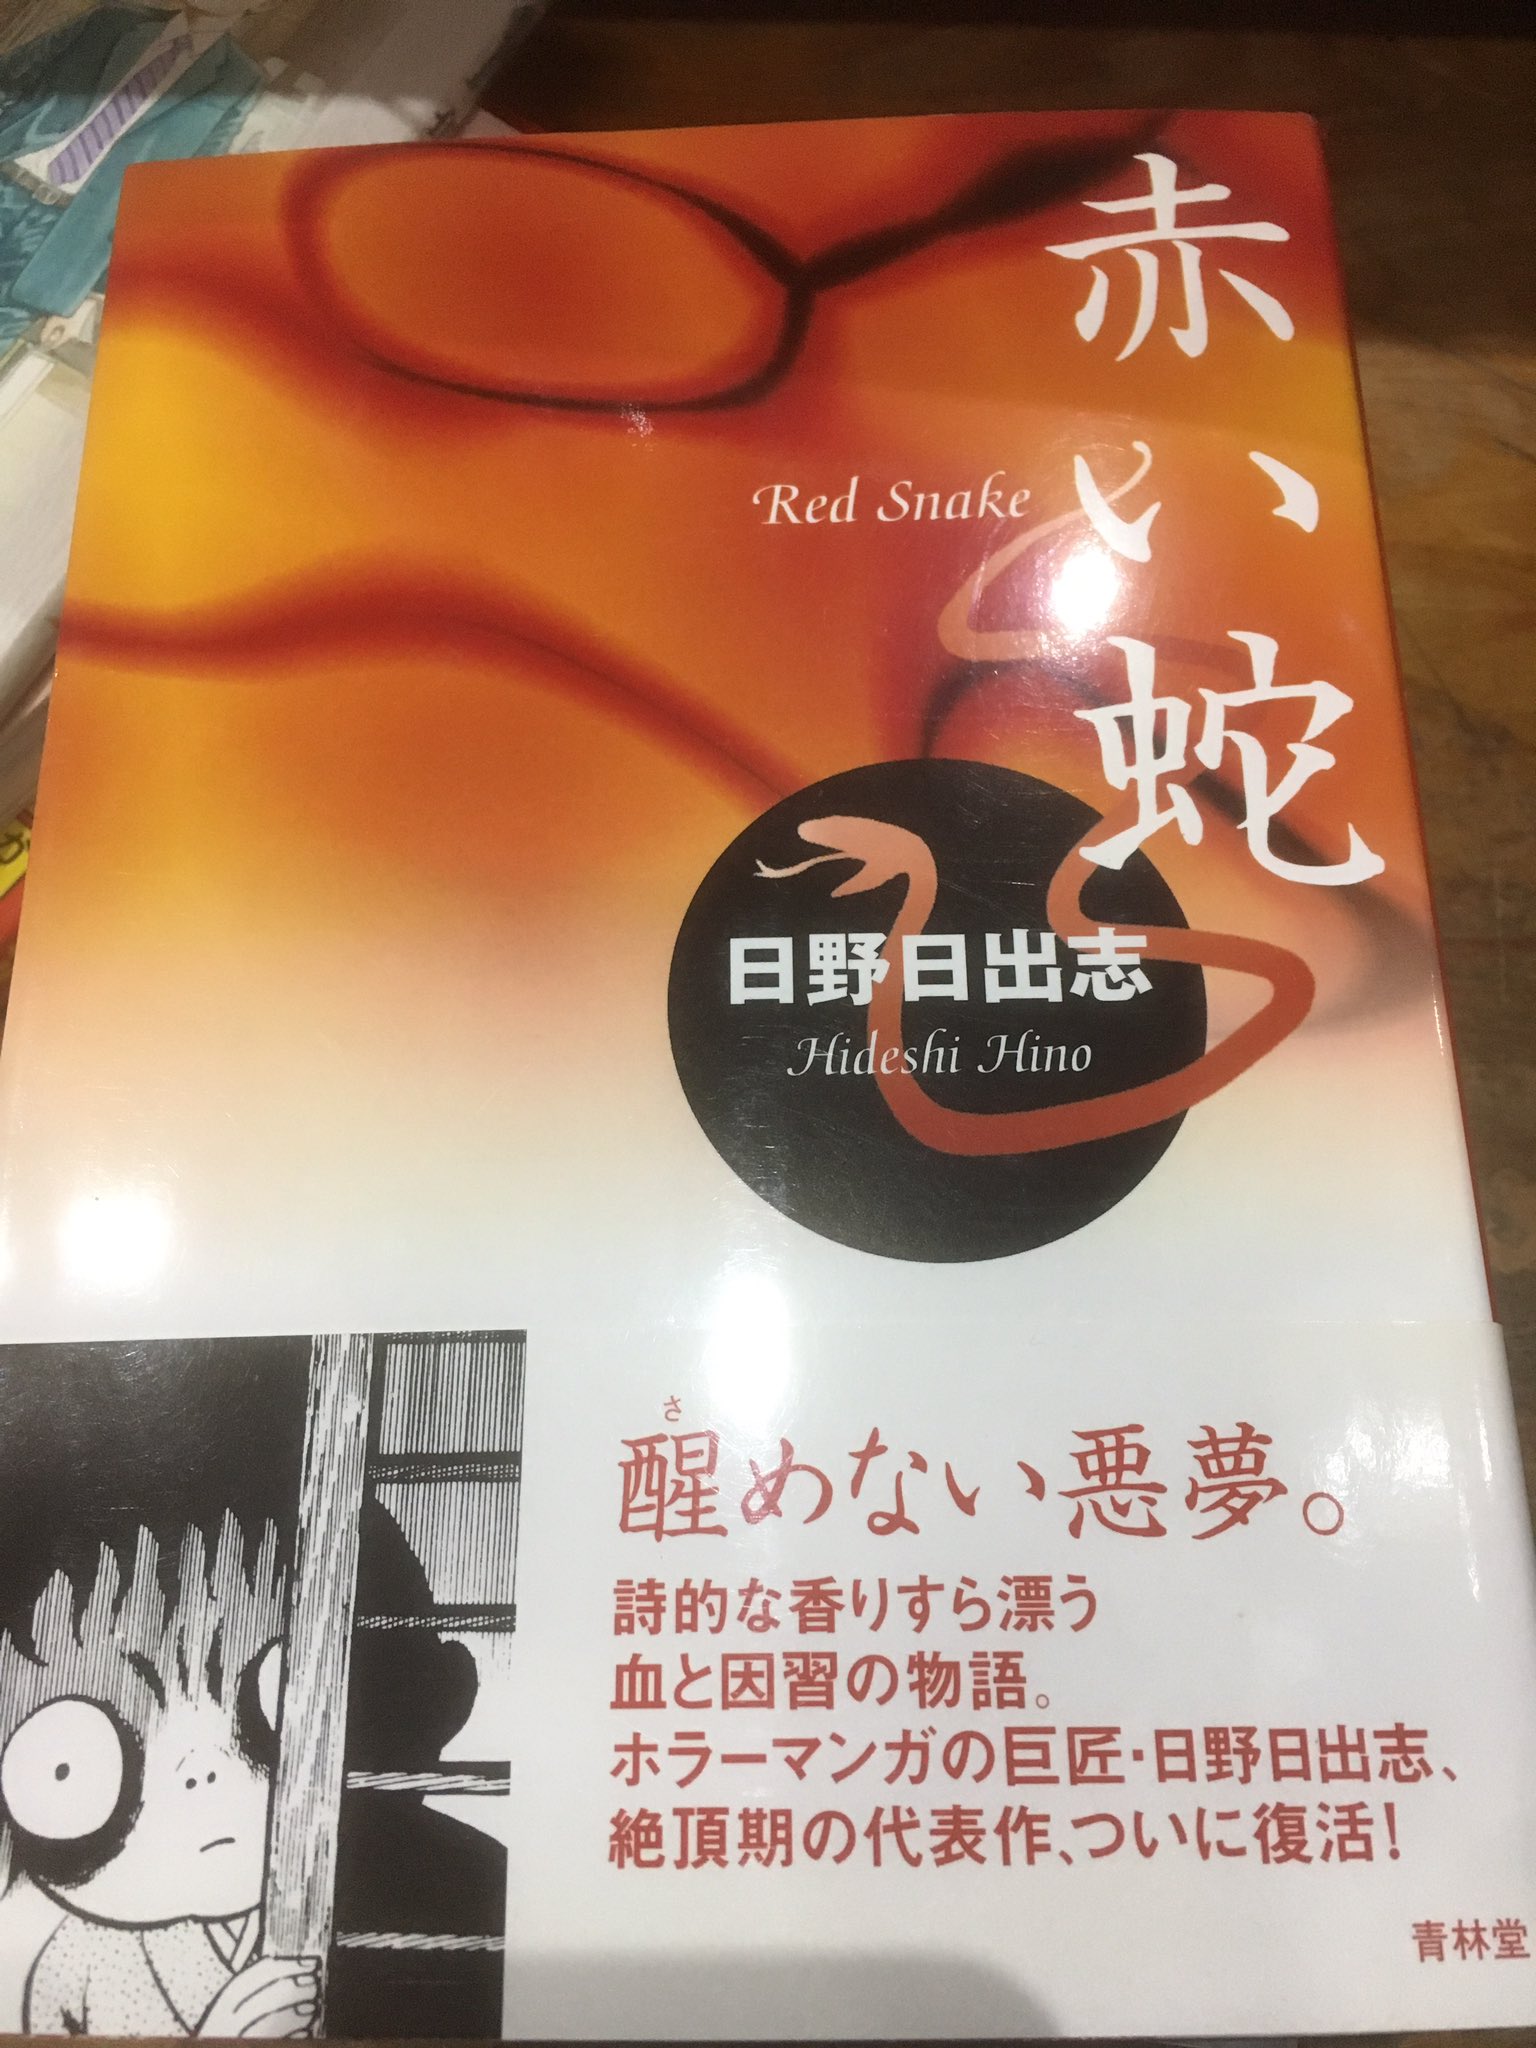 赤い蛇
Red Snake
日野日出志
Hideshi Hino
さ
醒めない悪夢。
詩的な香りすら漂う
血と因習の物語。
ホラーマンガの巨匠・日野日出志、
絶頂期の代表作、ついに復活!
青林堂